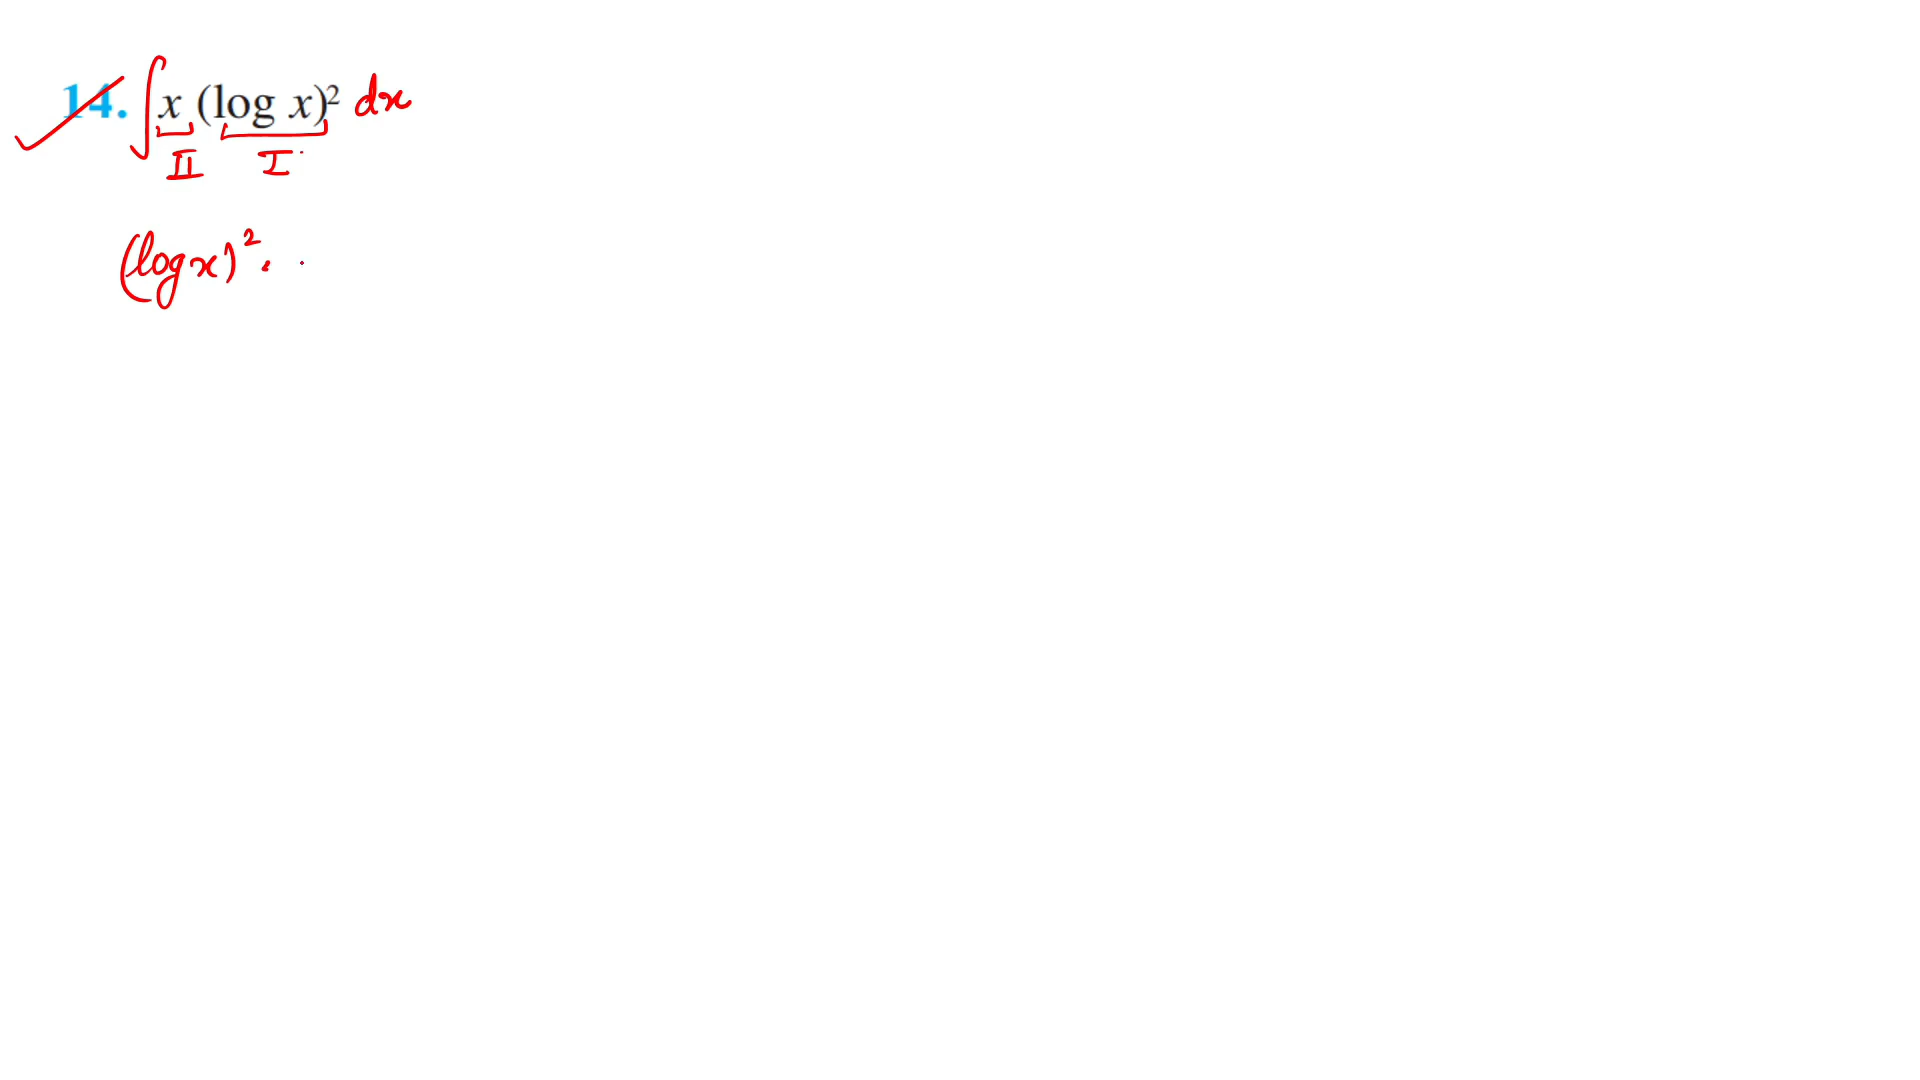 14. ∫ x (log x)² dx
II I
(log x)² ·